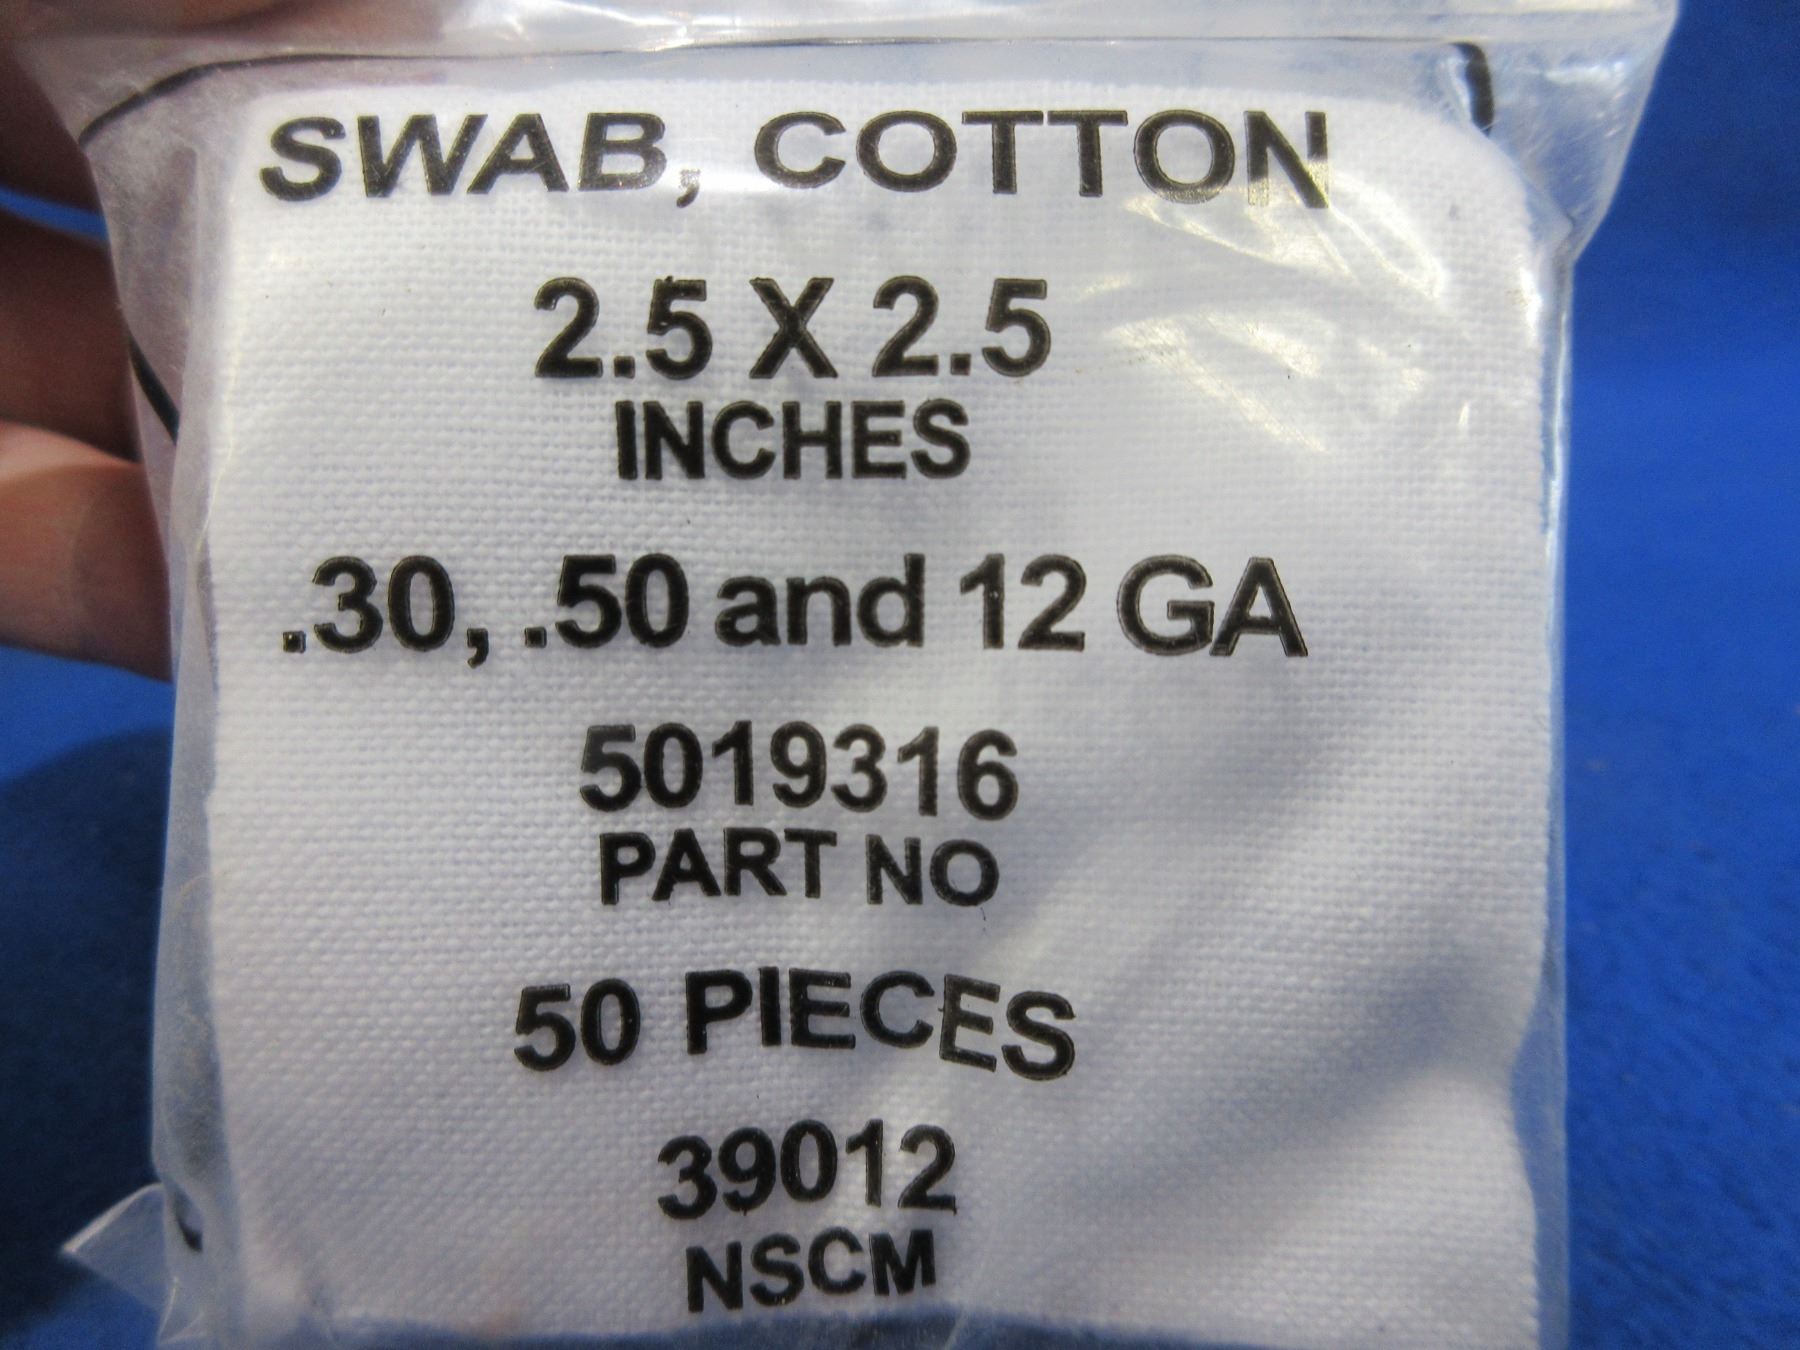 SWAB, COTTON
2.5 X 2.5
INCHES
.30, .50 and 12 GA
5019316
PART NO
50 PIECES
39012
NSCM